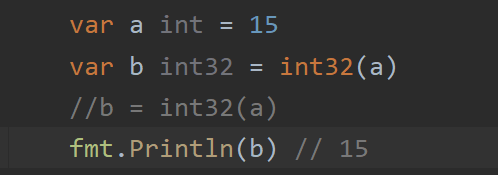 var a int = 15
var b int32 = int32(a)
//b = int32(a)
fmt.Println(b) // 15